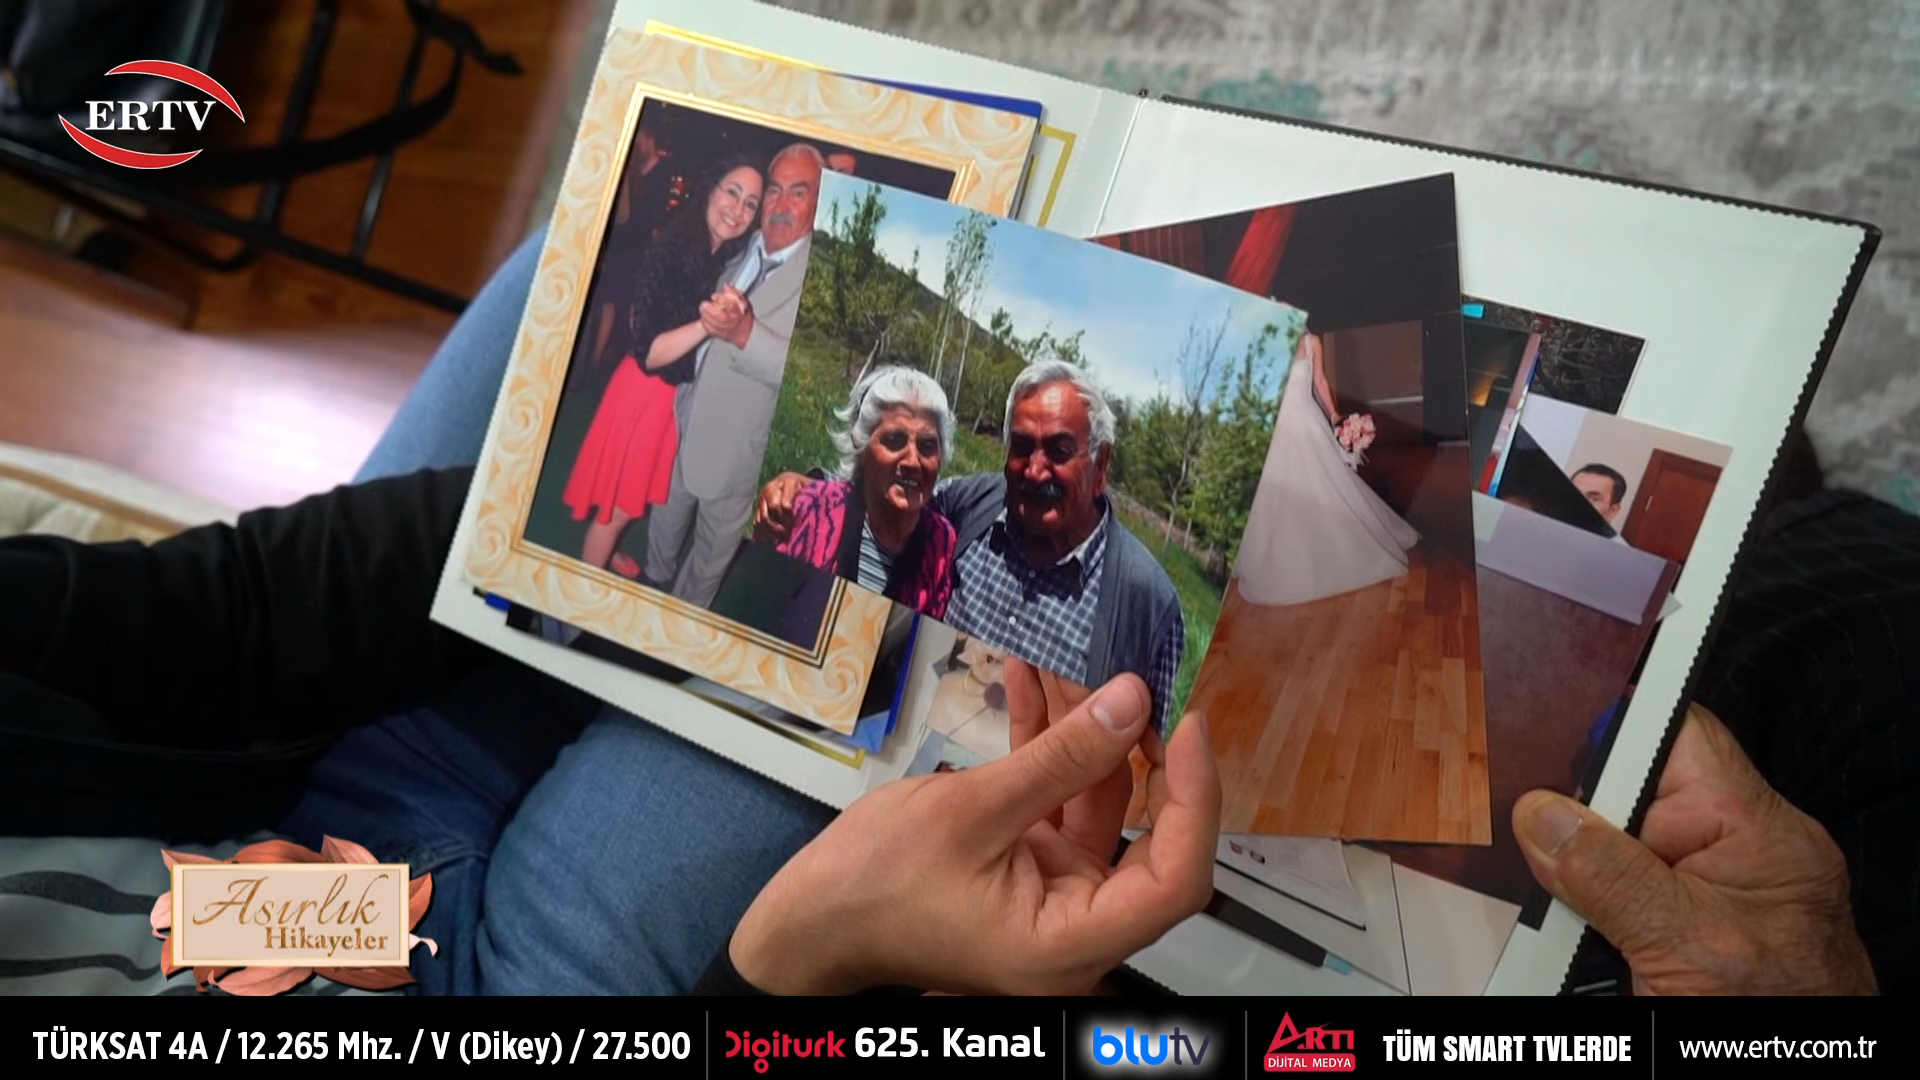 ERTV
Asırlık
Hikayeler
TÜRKSAT 4A / 12.265 Mhz. / V (Dikey) / 27.500
Digiturk 625. Kanal
blutv
ARTI
DİJİTAL MEDYA
TÜM SMART TVLERDE
www.ertv.com.tr